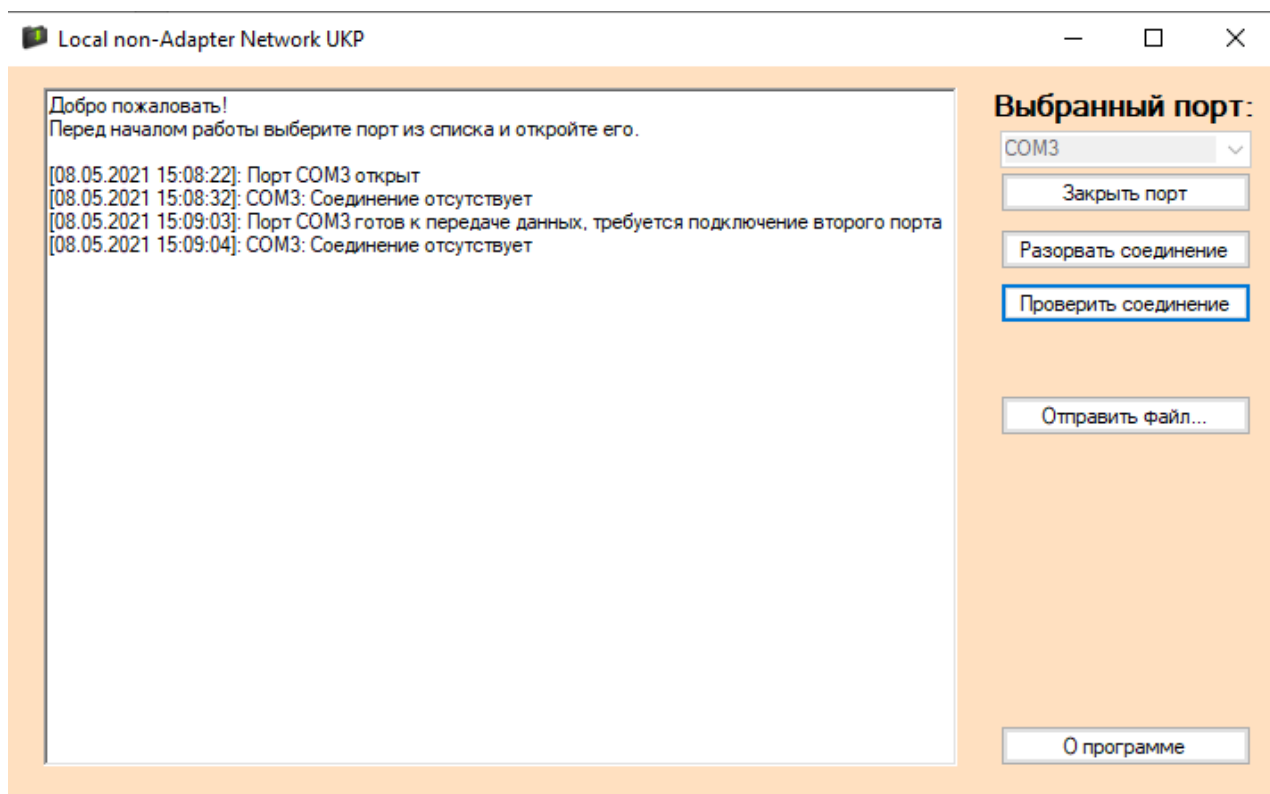 Local non-Adapter Network UKP
Добро пожаловать!
Перед началом работы выберите порт из списка и откройте его.
[08.05.2021 15:08:22]: Порт COM3 открыт
[08.05.2021 15:08:32]: COM3: Соединение отсутствует
[08.05.2021 15:09:03]: Порт COM3 готов к передаче данных, требуется подключение второго порта
[08.05.2021 15:09:04]: COM3: Соединение отсутствует
Выбранный порт:
COM3
Закрыть порт
Разорвать соединение
Проверить соединение
Отправить файл...
О программе